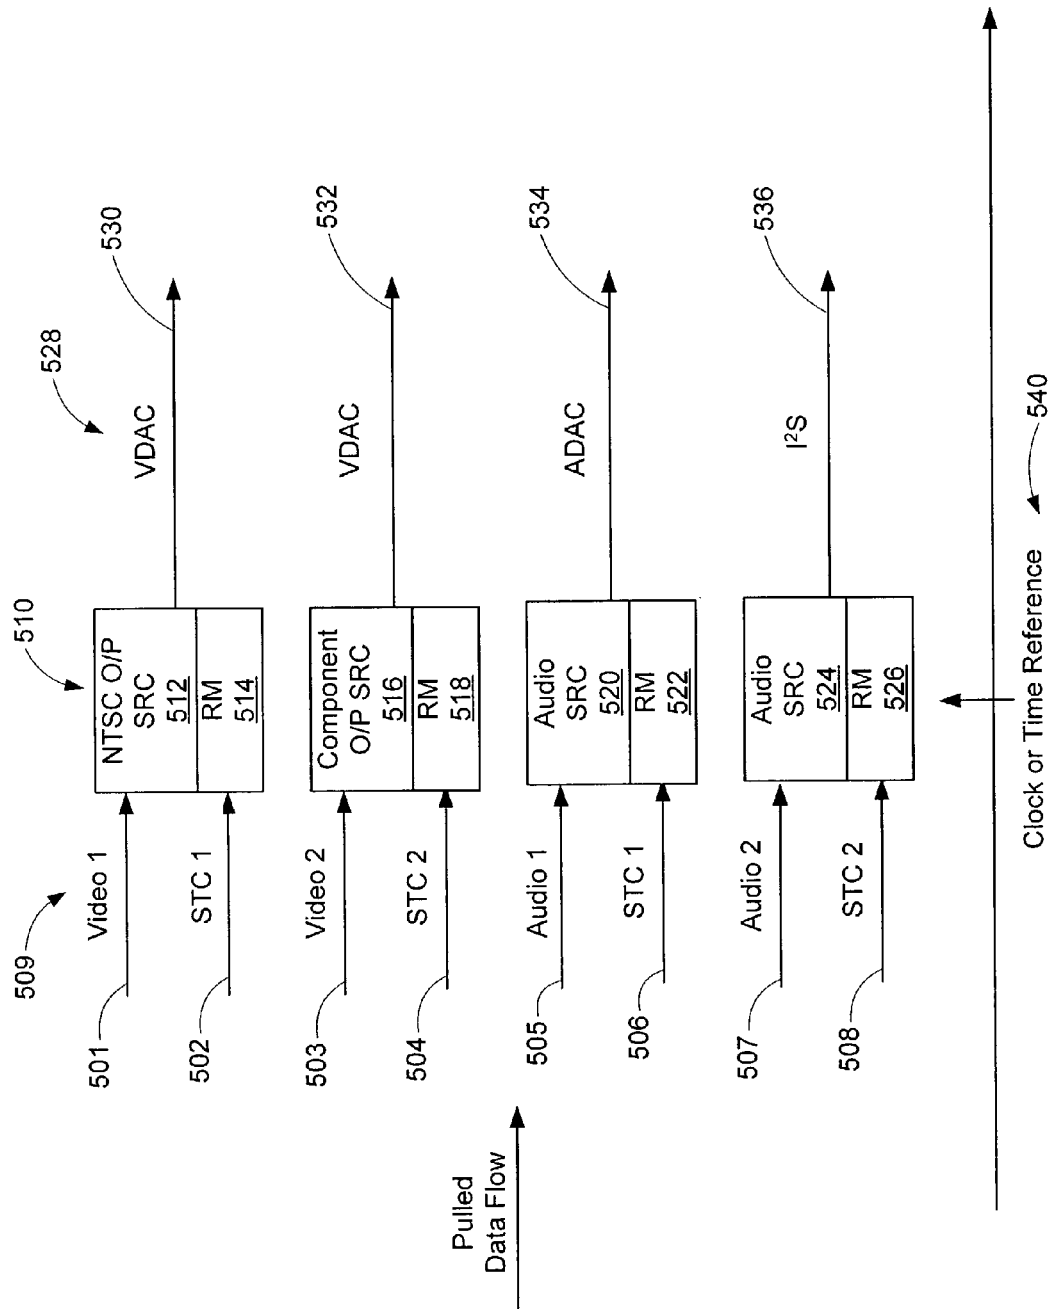 509
Video 1
501
STC 1
502
510
NTSC O/P
SRC
512
RM
514
528
VDAC
530
Video 2
503
STC 2
504
Component
O/P SRC
516
RM
518
VDAC
532
Pulled
Data Flow
Audio 1
505
STC 1
506
Audio
SRC
520
RM
522
ADAC
534
Audio 2
507
STC 2
508
Audio
SRC
524
RM
526
I²S
536
Clock or Time Reference
540